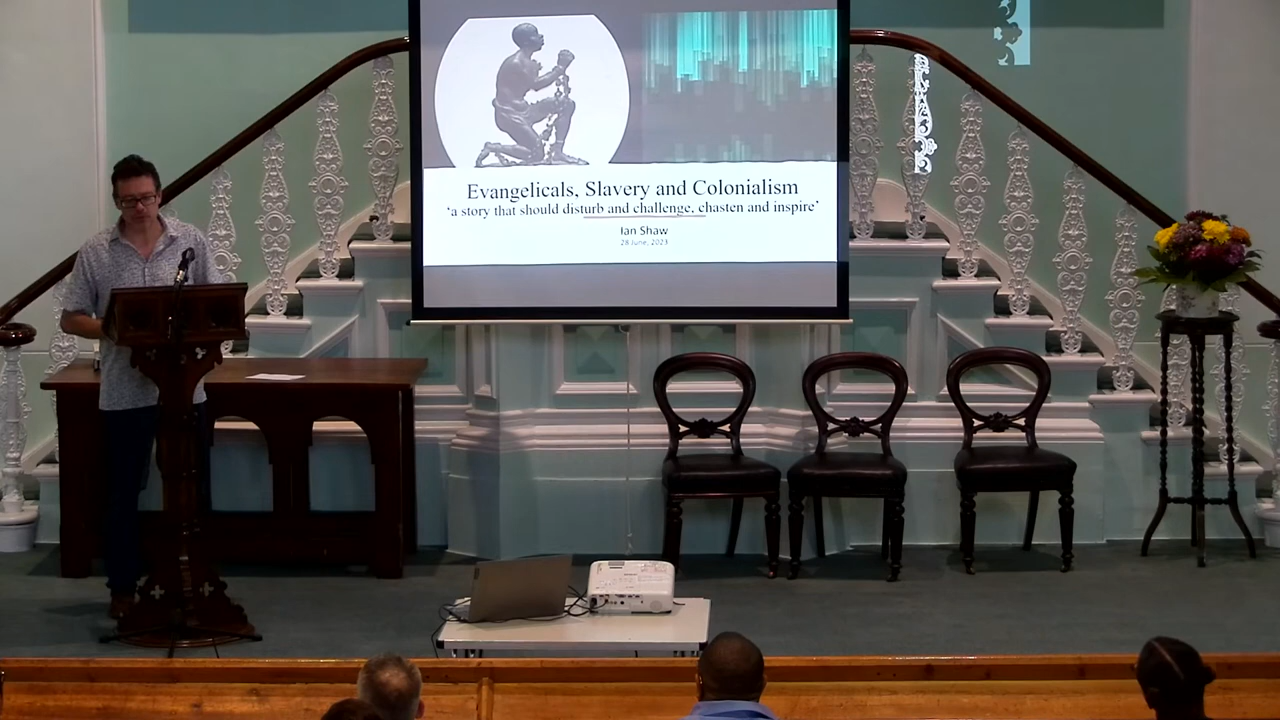 Evangelicals, Slavery and Colonialism
‘a story that should disturb and challenge, chasten and inspire’
Ian Shaw
28 June, 2023